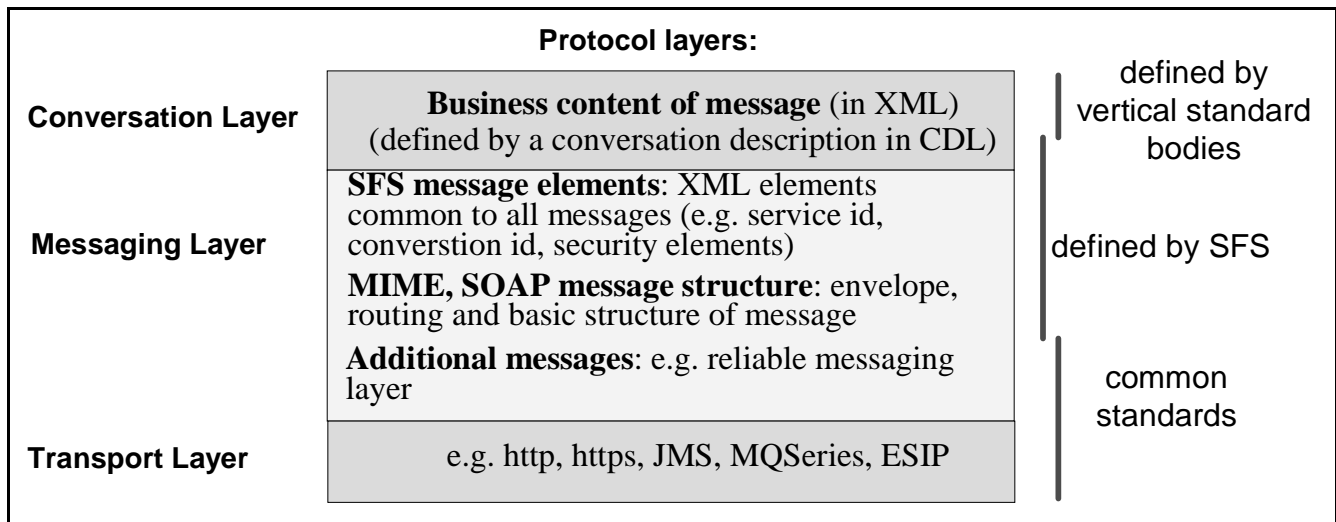 Protocol layers:
Conversation Layer
Business content of message (in XML)
(defined by a conversation description in CDL)
defined by
vertical standard
bodies
Messaging Layer
SFS message elements: XML elements
common to all messages (e.g. service id,
converstion id, security elements)
MIME, SOAP message structure: envelope,
routing and basic structure of message
Additional messages: e.g. reliable messaging
layer
defined by SFS
common
standards
Transport Layer
e.g. http, https, JMS, MQSeries, ESIP